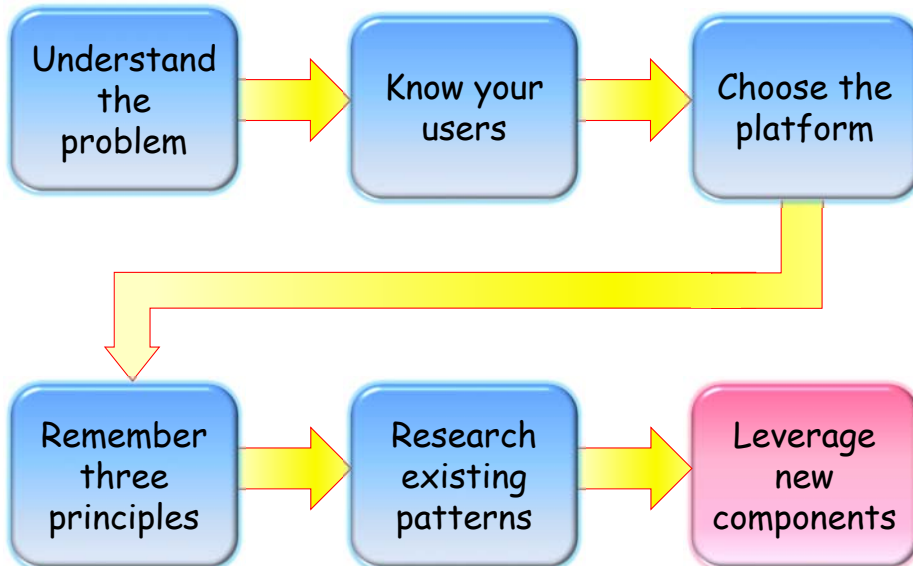 Understand
the
problem
Know your
users
Choose the
platform
Remember
three
principles
Research
existing
patterns
Leverage
new
components